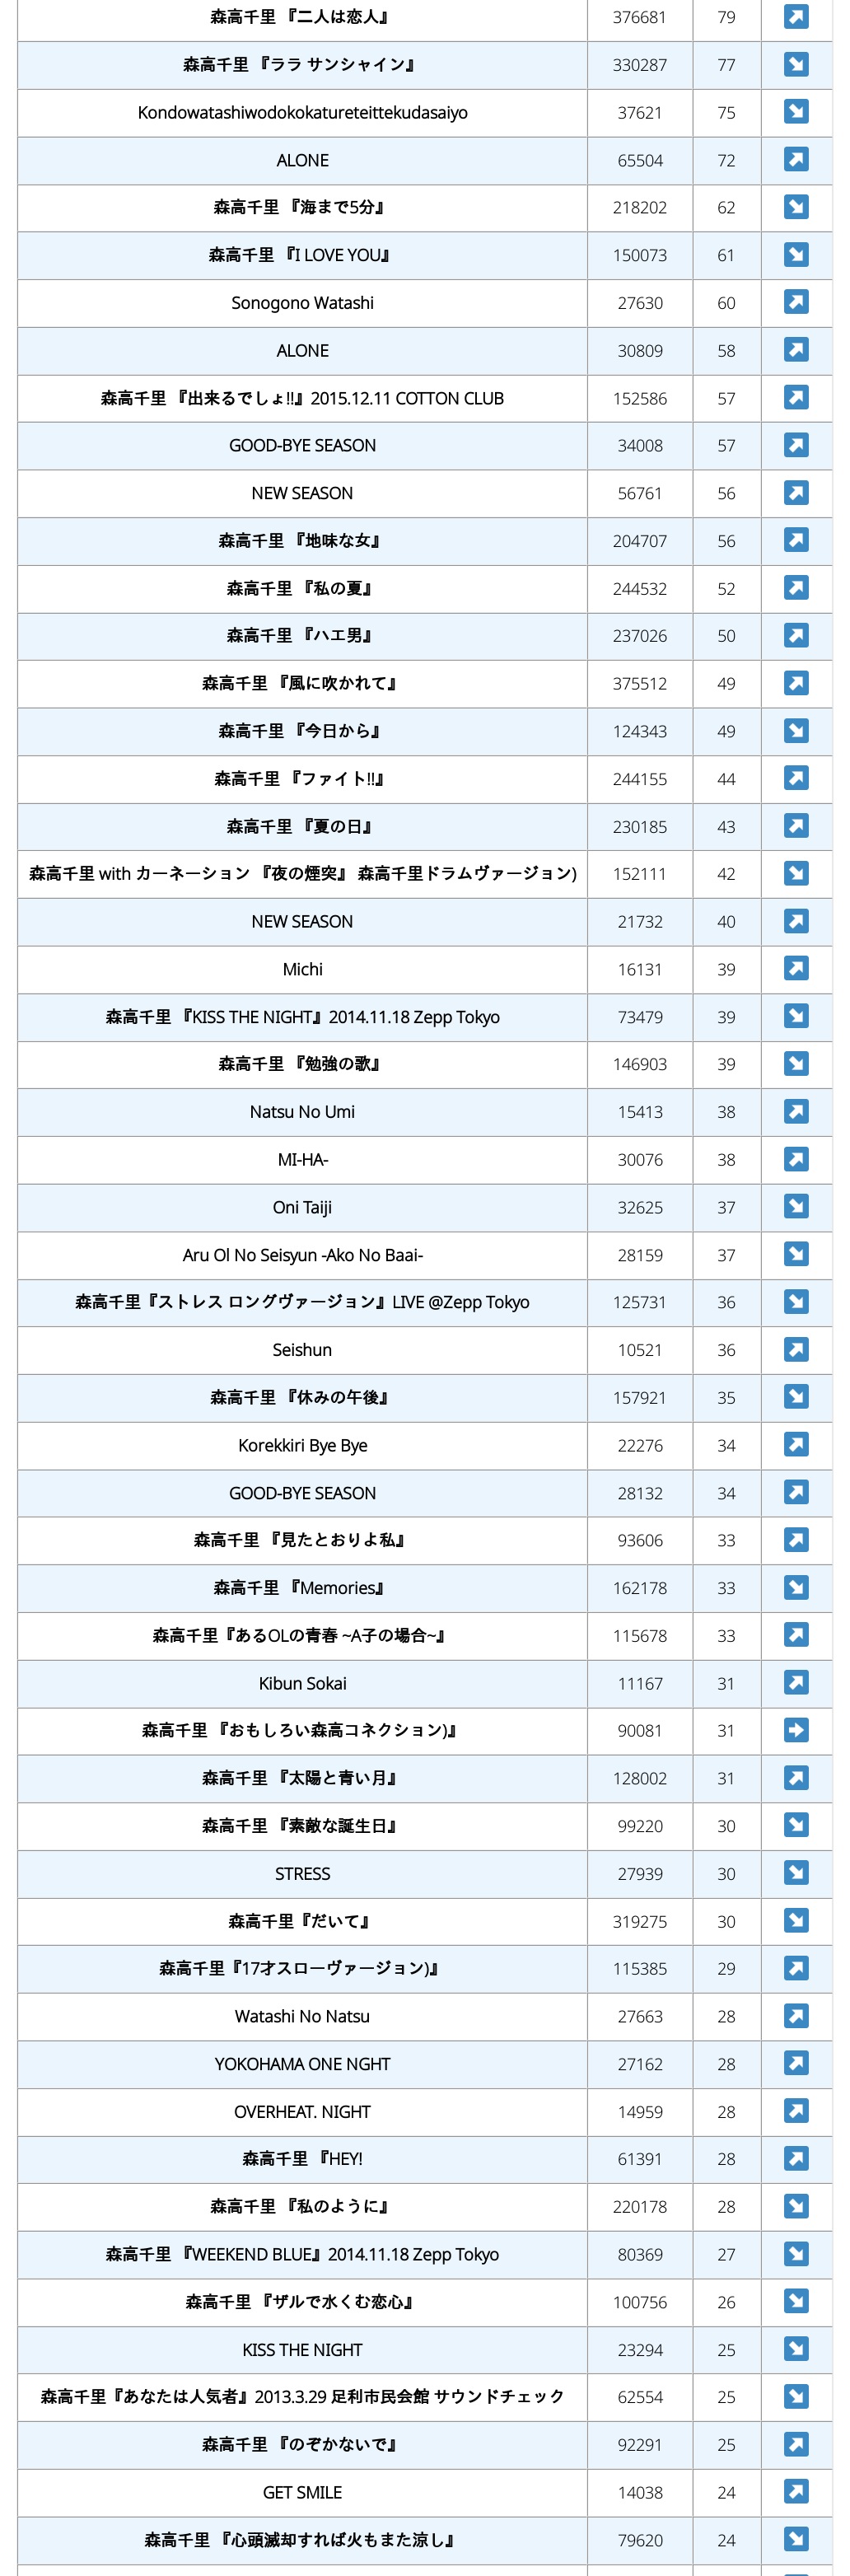 森高千里 『二人は恋人』 376681 79
森高千里 『ララ サンシャイン』 330287 77
Kondowatashiwodokokatureteittekudasaiyo 37621 75
ALONE 65504 72
森高千里 『海まで5分』 218202 62
森高千里 『I LOVE YOU』 150073 61
Sonogono Watashi 27630 60
ALONE 30809 58
森高千里 『出来るでしょ!!』2015.12.11 COTTON CLUB 152586 57
GOOD-BYE SEASON 34008 57
NEW SEASON 56761 56
森高千里 『地味な女』 204707 56
森高千里 『私の夏』 244532 52
森高千里 『ハエ男』 237026 50
森高千里 『風に吹かれて』 375512 49
森高千里 『今日から』 124343 49
森高千里 『ファイト!!』 244155 44
森高千里 『夏の日』 230185 43
森高千里 with カーネーション 『夜の煙突』 森高千里ドラムヴァージョン) 152111 42
NEW SEASON 21732 40
Michi 16131 39
森高千里 『KISS THE NIGHT』2014.11.18 Zepp Tokyo 73479 39
森高千里 『勉強の歌』 146903 39
Natsu No Umi 15413 38
MI-HA- 30076 38
Oni Taiji 32625 37
Aru Ol No Seisyun -Ako No Baai- 28159 37
森高千里『ストレス ロングヴァージョン』LIVE @Zepp Tokyo 125731 36
Seishun 10521 36
森高千里 『休みの午後』 157921 35
Korekkiri Bye Bye 22276 34
GOOD-BYE SEASON 28132 34
森高千里 『見たとおりよ私』 93606 33
森高千里 『Memories』 162178 33
森高千里『あるOLの青春 ~A子の場合~』 115678 33
Kibun Sokai 11167 31
森高千里 『おもしろい森高コネクション)』 90081 31
森高千里 『太陽と青い月』 128002 31
森高千里 『素敵な誕生日』 99220 30
STRESS 27939 30
森高千里『だいて』 319275 30
森高千里『17才スローヴァージョン)』 115385 29
Watashi No Natsu 27663 28
YOKOHAMA ONE NGHT 27162 28
OVERHEAT. NIGHT 14959 28
森高千里 『HEY! 61391 28
森高千里 『私のように』 220178 28
森高千里 『WEEKEND BLUE』2014.11.18 Zepp Tokyo 80369 27
森高千里 『ザルで水くむ恋心』 100756 26
KISS THE NIGHT 23294 25
森高千里『あなたは人気者』2013.3.29 足利市民会館 サウンドチェック 62554 25
森高千里 『のぞかないで』 92291 25
GET SMILE 14038 24
森高千里 『心頭滅却すれば火もまた涼し』 79620 24